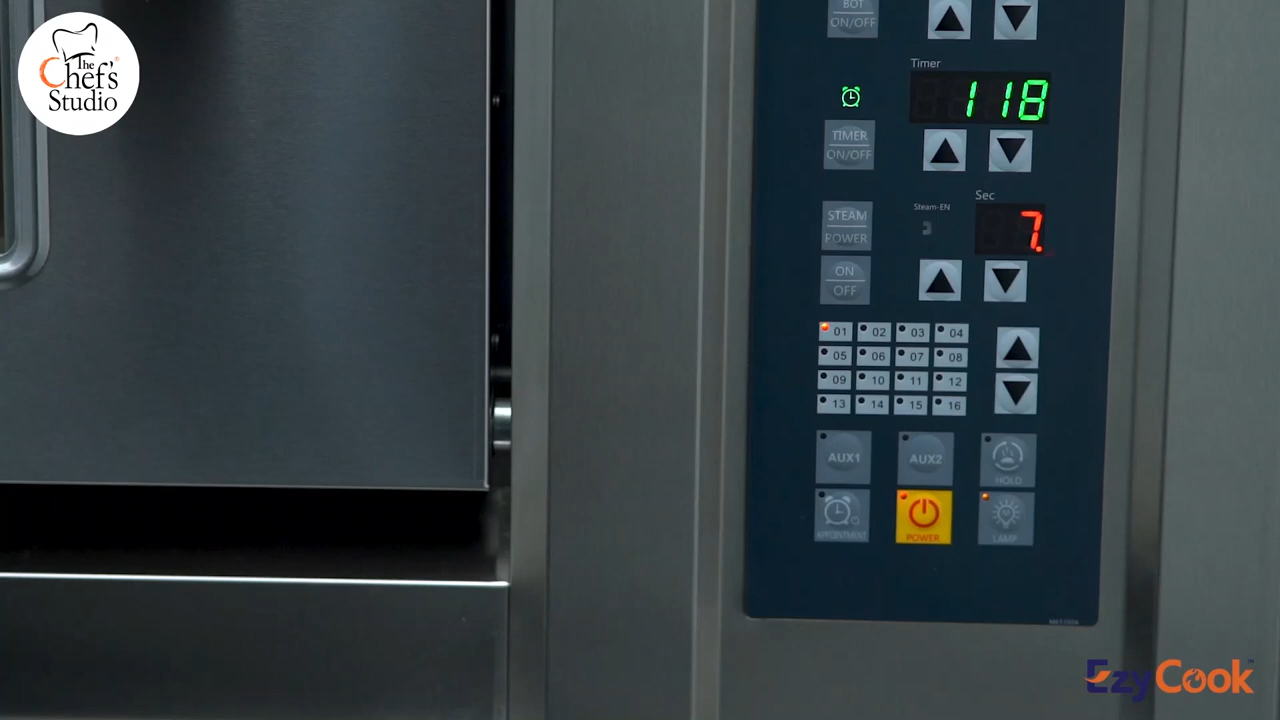 The
Chef's
Studio
BOT
ON/OFF
Timer
118
TIMER
ON/OFF
Steam-EN
Sec
7.
STEAM
POWER
ON
OFF
01 02 03 04
05 06 07 08
09 10 11 12
13 14 15 16
AUX1 AUX2 HOLD
APPOINTMENT POWER LAMP
EzyCook™